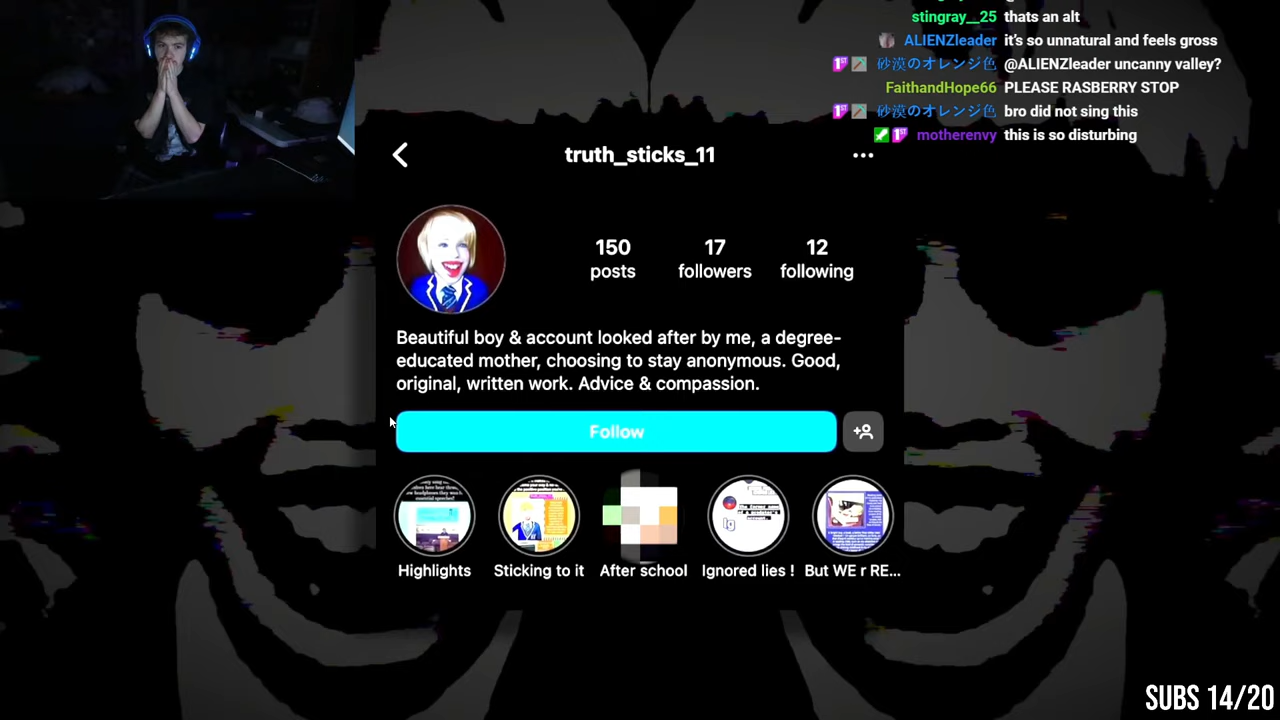 stingray__25 thats an alt
ALIENZleader it's so unnatural and feels gross
砂漠のオレンジ色 @ALIENZleader uncanny valley?
FaithandHope66 PLEASE RASBERRY STOP
砂漠のオレンジ色 bro did not sing this
motherenvy this is so disturbing
truth_sticks_11
150
posts
17
followers
12
following
Beautiful boy & account looked after by me, a degree-
educated mother, choosing to stay anonymous. Good,
original, written work. Advice & compassion.
Follow
Highlights
Sticking to it
After school
Ignored lies !
But WE r RE...
SUBS 14/20